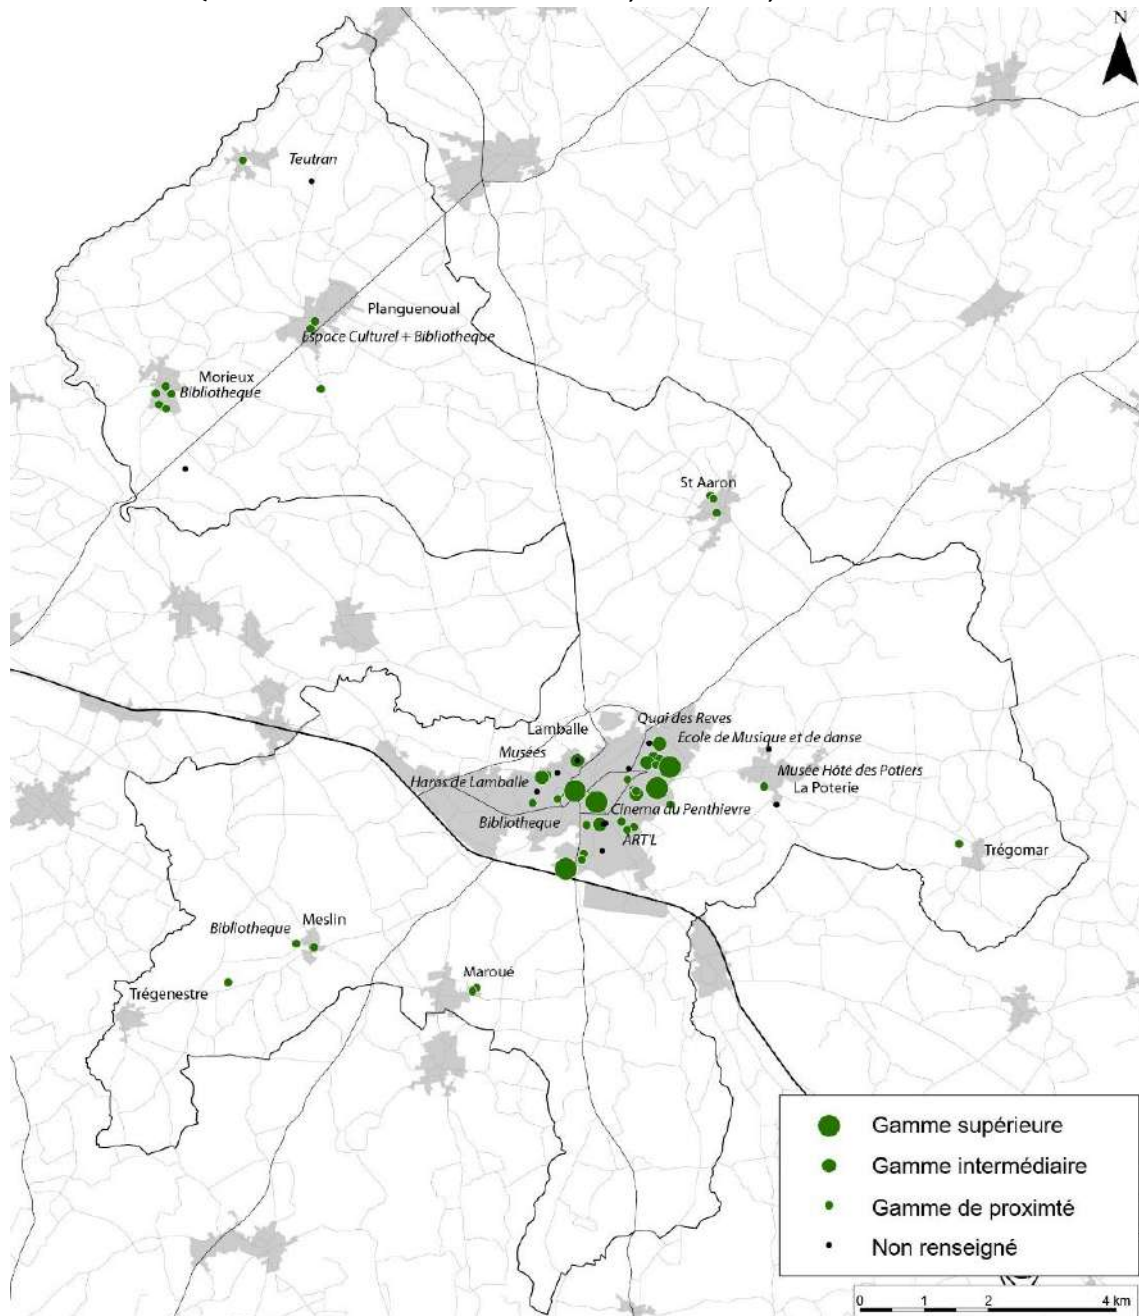 N
Teutran
Planguenoual
Espace Culturel + Bibliotheque
Morieux
Bibliotheque
St Aaron
Quai des Reves
Lamballe
Ecole de Musique et de danse
Musées
Musée Hôté des Potiers
Haras de Lamballe
La Poterie
Cinema du Penthievre
Bibliotheque
ART'L
Trégomar
Meslin
Bibliotheque
Maroué
Trégenestre
Gamme supérieure
Gamme intermédiaire
Gamme de proximté
Non renseigné
0 1 2 4 km